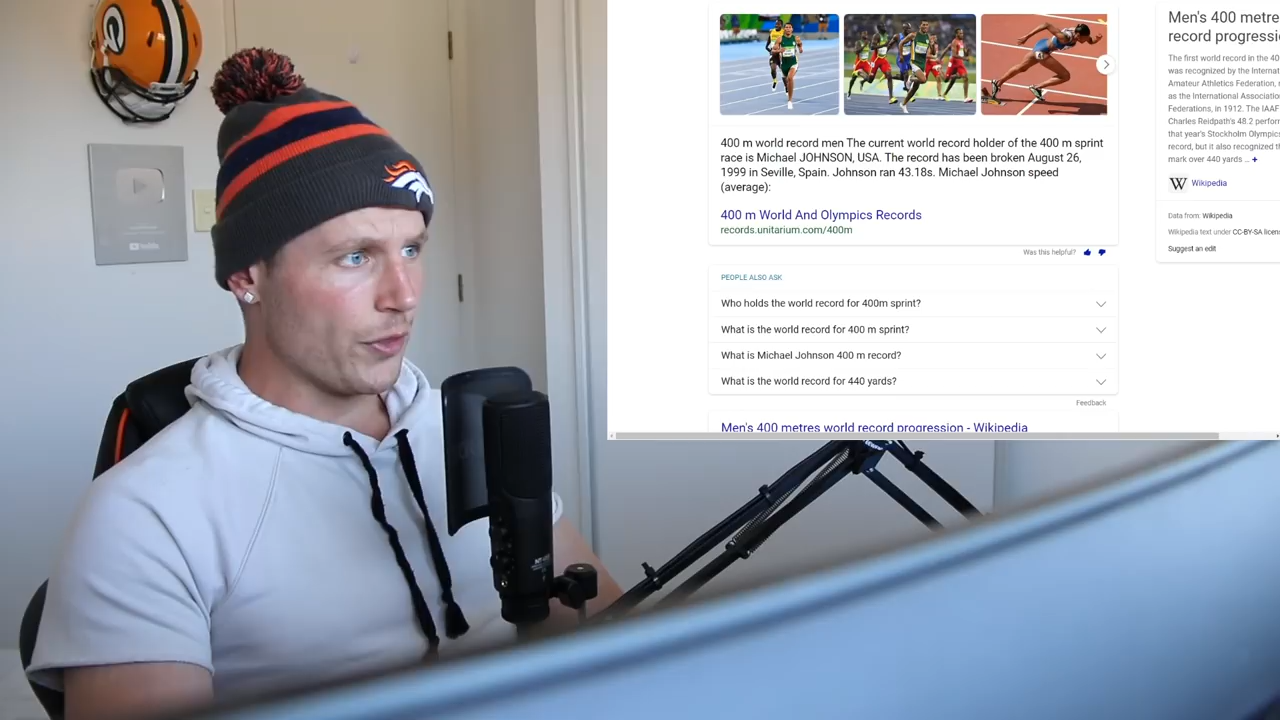 400 m world record men The current world record holder of the 400 m sprint
race is Michael JOHNSON, USA. The record has been broken August 26,
1999 in Seville, Spain. Johnson ran 43.18s. Michael Johnson speed
(average):
400 m World And Olympics Records
records.unitarium.com/400m
Was this helpful?
PEOPLE ALSO ASK
Who holds the world record for 400m sprint?
What is the world record for 400 m sprint?
What is Michael Johnson 400 m record?
What is the world record for 440 yards?
Feedback
Men's 400 metres world record progression - Wikipedia
Men's 400 metre
record progressi
The first world record in the 40
was recognized by the Internat
Amateur Athletics Federation,
as the International Association
Federations, in 1912. The IAAF
Charles Reidpath's 48.2 perfor
that year's Stockholm Olympics
record, but it also recognized th
mark over 440 yards ... +
W Wikipedia
Data from: Wikipedia
Wikipedia text under CC-BY-SA licens
Suggest an edit
G